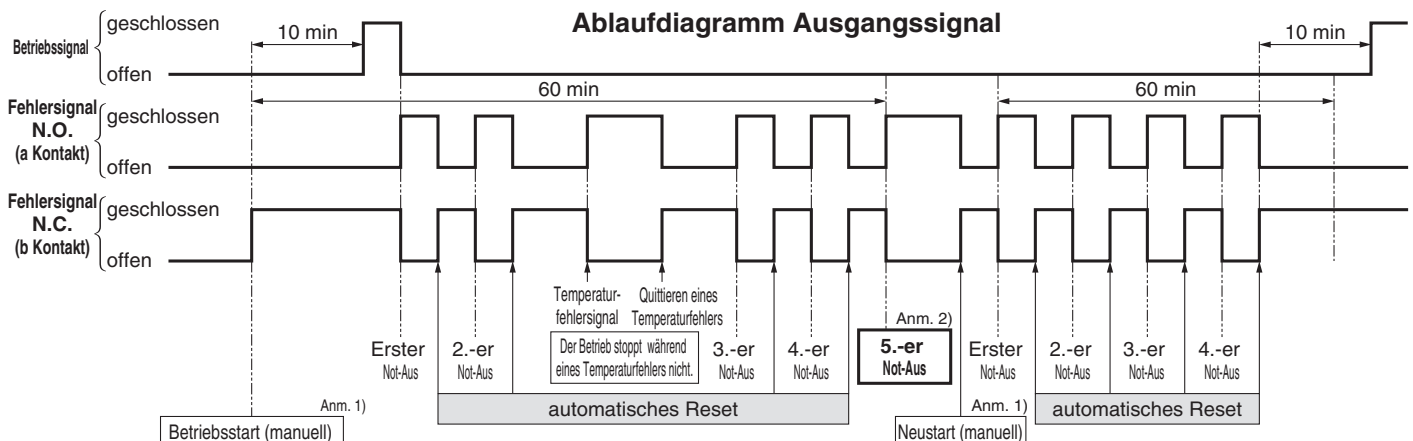 Ablaufdiagramm Ausgangssignal
Betriebssignal
geschlossen
offen
10 min
10 min
60 min
60 min
Fehlersignal
N.O.
(a Kontakt)
geschlossen
offen
Fehlersignal
N.C.
(b Kontakt)
geschlossen
offen
Temperatur-
fehlersignal
Quittieren eines
Temperaturfehlers
Der Betrieb stoppt während
eines Temperaturfehlers nicht.
Erster
Not-Aus
2.-er
Not-Aus
3.-er
Not-Aus
4.-er
Not-Aus
Anm. 2)
5.-er
Not-Aus
Erster
Not-Aus
2.-er
Not-Aus
3.-er
Not-Aus
4.-er
Not-Aus
automatisches Reset
automatisches Reset
Anm. 1)
Betriebsstart (manuell)
Anm. 1)
Neustart (manuell)